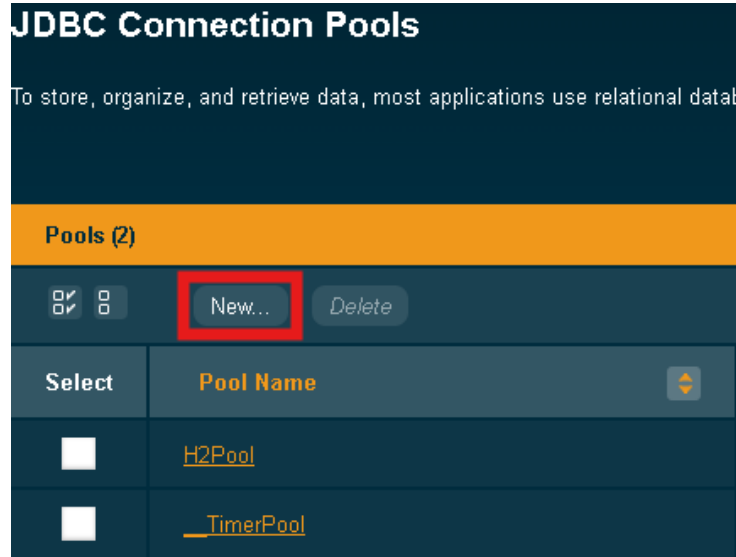 JDBC Connection Pools
To store, organize, and retrieve data, most applications use relational
Pools (2)
New... Delete
Select Pool Name
H2Pool
__TimerPool